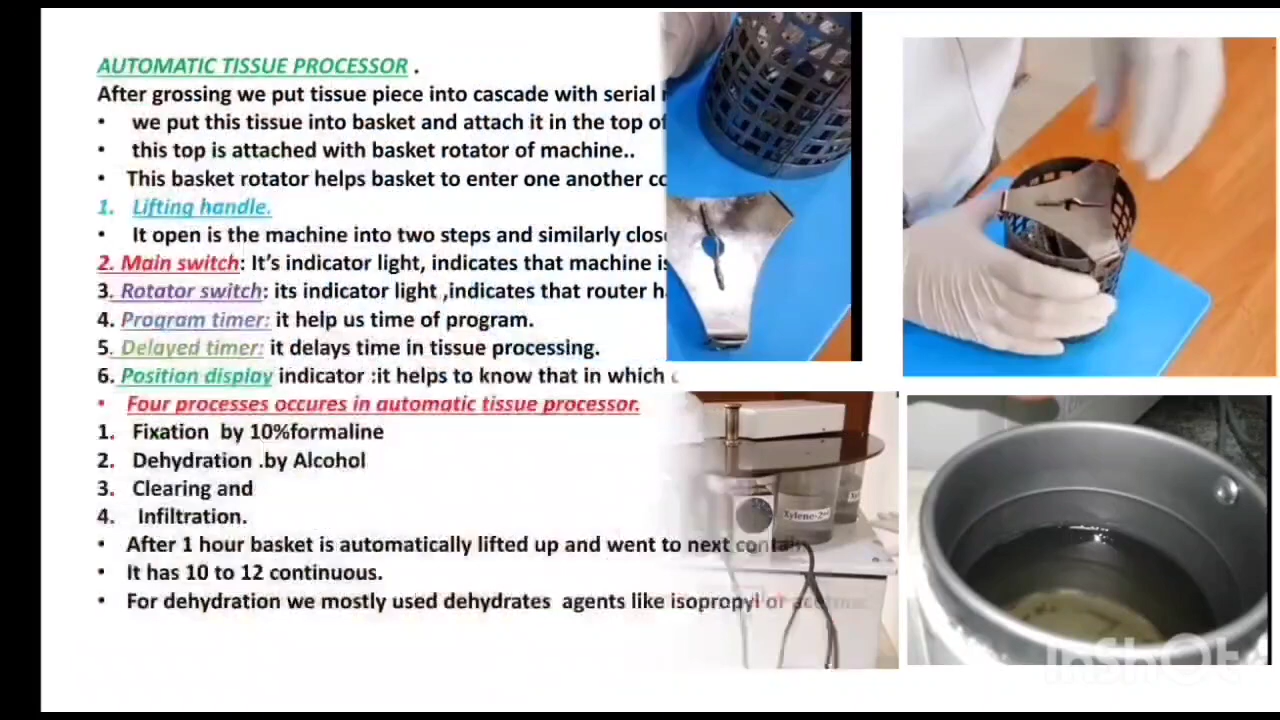 AUTOMATIC TISSUE PROCESSOR .
After grossing we put tissue piece into cascade with serial
• we put this tissue into basket and attach it in the top of
• this top is attached with basket rotator of machine..
• This basket rotator helps basket to enter one another
1. Lifting handle.
• It open is the machine into two steps and similarly
2. Main switch: It's indicator light, indicates that machine is
3. Rotator switch: its indicator light ,indicates that router
4. Program timer: it help us time of program.
5. Delayed timer: it delays time in tissue processing.
6. Position display indicator :it helps to know that in which
• Four processes occures in automatic tissue processor.
1. Fixation by 10%formaline
2. Dehydration .by Alcohol
3. Clearing and
4. Infiltration.
• After 1 hour basket is automatically lifted up and went to next
• It has 10 to 12 continuous.
• For dehydration we mostly used dehydrates agents like isopropyl or
Xylene-2
InShOt